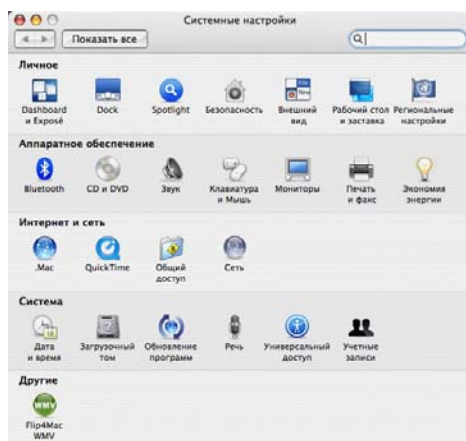 Системные настройки
Показать все
Личное
Dashboard и Exposé
Dock
Spotlight
Безопасность
Внешний вид
Рабочий стол и заставка
Региональные настройки
Аппаратное обеспечение
Bluetooth
CD и DVD
Звук
Клавиатура и Мышь
Мониторы
Печать и факс
Экономия энергии
Интернет и сеть
.Mac
QuickTime
Общий доступ
Сеть
Система
Дата и время
Загрузочный том
Обновление программ
Речь
Универсальный доступ
Учетные записи
Другие
WMV
Flip4Mac WMV